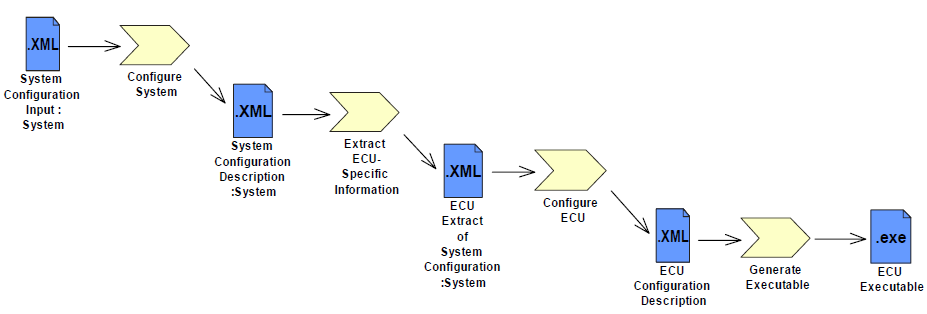 .XML
System
Configuration
Input :
System
Configure
System
.XML
System
Configuration
Description
:System
Extract
ECU-
Specific
Information
.XML
ECU
Extract
of
System
Configuration
:System
Configure
ECU
.XML
ECU
Configuration
Description
Generate
Executable
.exe
ECU
Executable